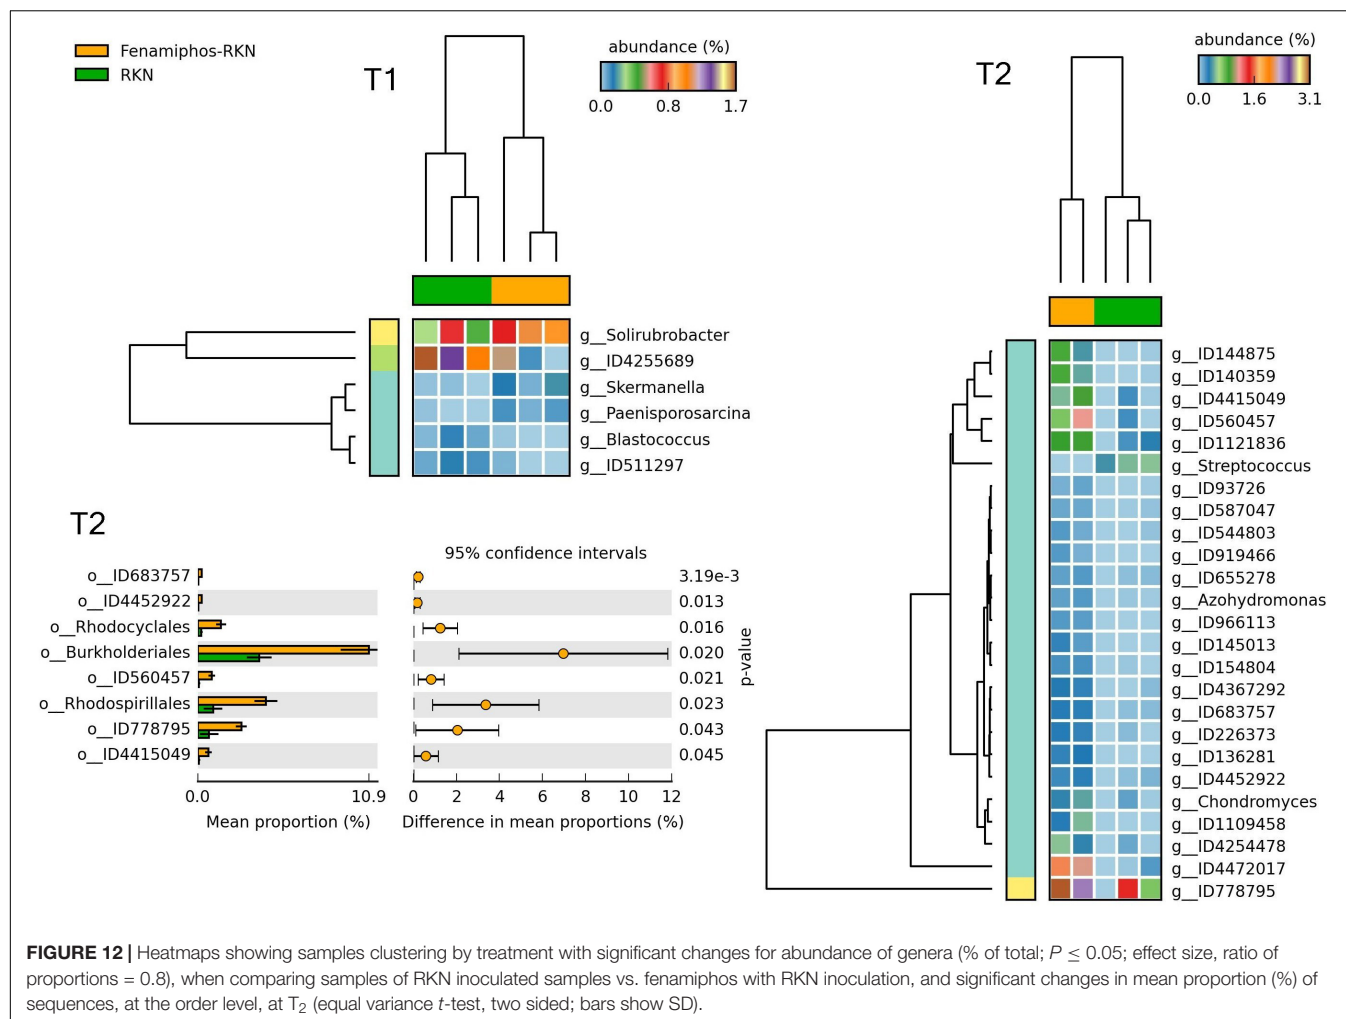 Fenamiphos-RKN
RKN
T1
abundance (%)
0.0 0.8 1.7
g__Solirubrobacter
g__ID4255689
g__Skermanella
g__Paenisporosarcina
g__Blastococcus
g__ID511297
T2
95% confidence intervals
o__ID683757 3.19e-3
o__ID4452922 0.013
o__Rhodocyclales 0.016
o__Burkholderiales 0.020
o__ID560457 0.021
o__Rhodospirillales 0.023
o__ID778795 0.043
o__ID4415049 0.045
p-value
0.0 10.9 0 2 4 6 8 10 12
Mean proportion (%) Difference in mean proportions (%)
T2
abundance (%)
0.0 1.6 3.1
g__ID144875
g__ID140359
g__ID4415049
g__ID560457
g__ID1121836
g__Streptococcus
g__ID93726
g__ID587047
g__ID544803
g__ID919466
g__ID655278
g__Azohydromonas
g__ID966113
g__ID145013
g__ID154804
g__ID4367292
g__ID683757
g__ID226373
g__ID136281
g__ID4452922
g__Chondromyces
g__ID1109458
g__ID4254478
g__ID4472017
g__ID778795
FIGURE 12 | Heatmaps showing samples clustering by treatment with significant changes for abundance of genera (% of total; P ≤ 0.05; effect size, ratio of
proportions = 0.8), when comparing samples of RKN inoculated samples vs. fenamiphos with RKN inoculation, and significant changes in mean proportion (%) of
sequences, at the order level, at T2 (equal variance t-test, two sided; bars show SD).